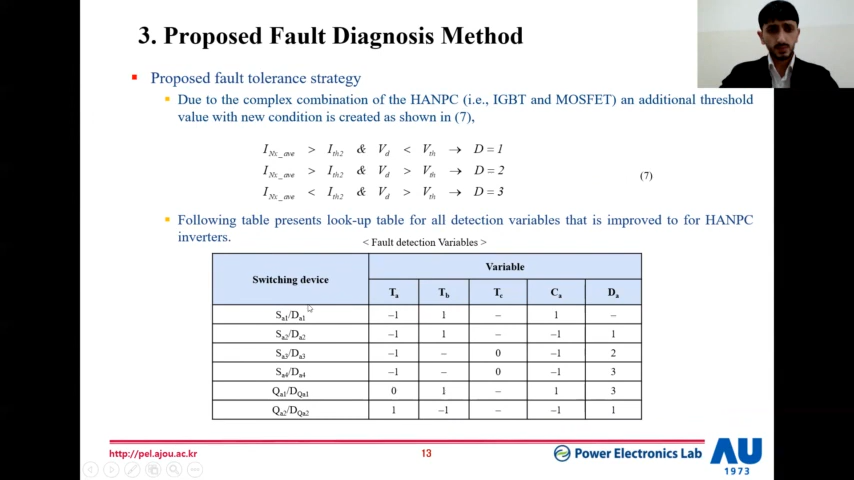 3. Proposed Fault Diagnosis Method
Proposed fault tolerance strategy
Due to the complex combination of the HANPC (i.e., IGBT and MOSFET) an additional threshold
value with new condition is created as shown in (7),
I_Nx_ave > I_th2 & V_d < V_th → D = 1
I_Nx_ave > I_th2 & V_d > V_th → D = 2
I_Nx_ave < I_th2 & V_d > V_th → D = 3
(7)
Following table presents look-up table for all detection variables that is improved to for HANPC
inverters.
< Fault detection Variables >
Switching device Variable
T_a T_b T_c C_a D_a
S_a1/D_a1 –1 1 – 1 –
S_a2/D_a2 –1 1 – –1 1
S_a3/D_a3 –1 – 0 –1 2
S_a4/D_a4 –1 – 0 –1 3
Q_a1/D_Qa1 0 1 – 1 3
Q_a2/D_Qa2 1 –1 – –1 1
http://pel.ajou.ac.kr
13
Power Electronics Lab
AU
1973